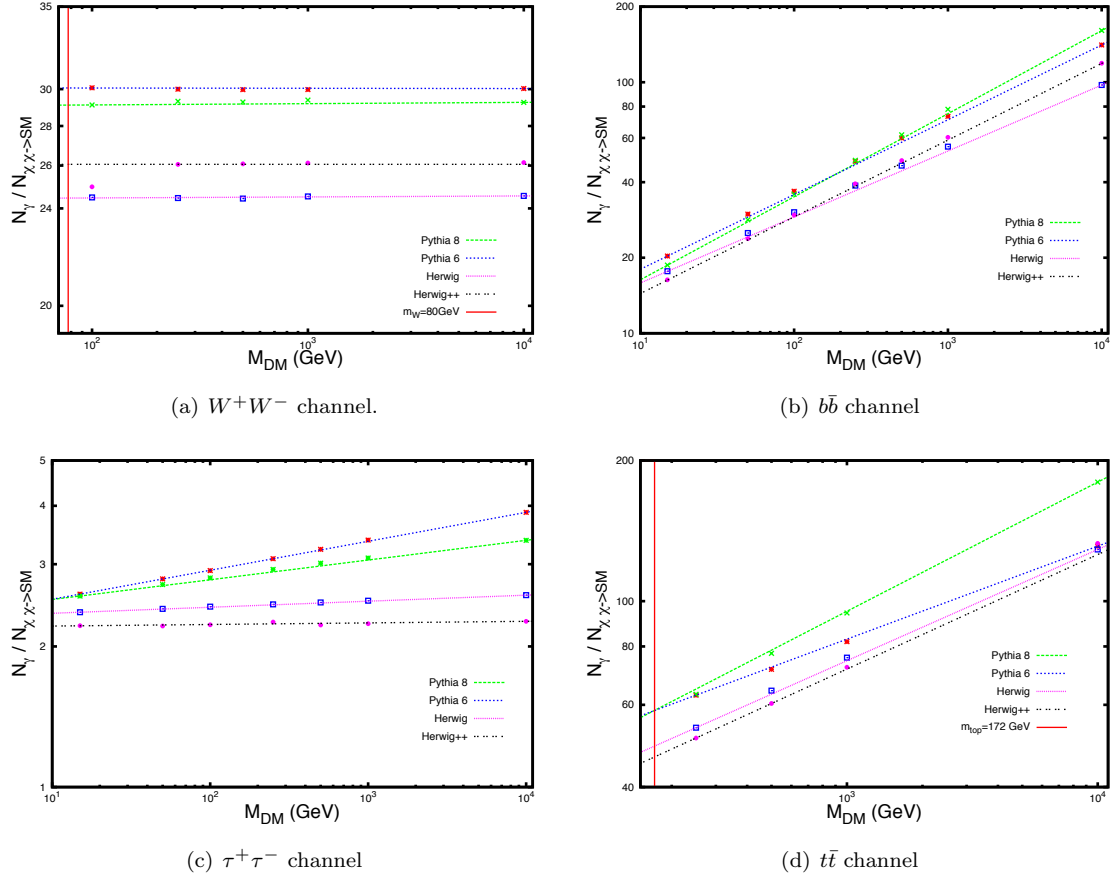 35
30
28
26
24
20
N_γ / N_χχ->SM
Pythia 8
Pythia 6
Herwig
Herwig++
m_W=80GeV
10^2 10^3 10^4
M_DM (GeV)
(a) W^+W^- channel.
200
100
80
60
40
20
10
N_γ / N_χχ->SM
Pythia 8
Pythia 6
Herwig
Herwig++
10^1 10^2 10^3 10^4
M_DM (GeV)
(b) bb̄ channel
5
4
3
2
1
N_γ / N_χχ->SM
Pythia 8
Pythia 6
Herwig
Herwig++
10^1 10^2 10^3 10^4
M_DM (GeV)
(c) τ^+τ^- channel
200
100
80
60
40
N_γ / N_χχ->SM
Pythia 8
Pythia 6
Herwig
Herwig++
m_top=172 GeV
10^3 10^4
M_DM (GeV)
(d) tt̄ channel